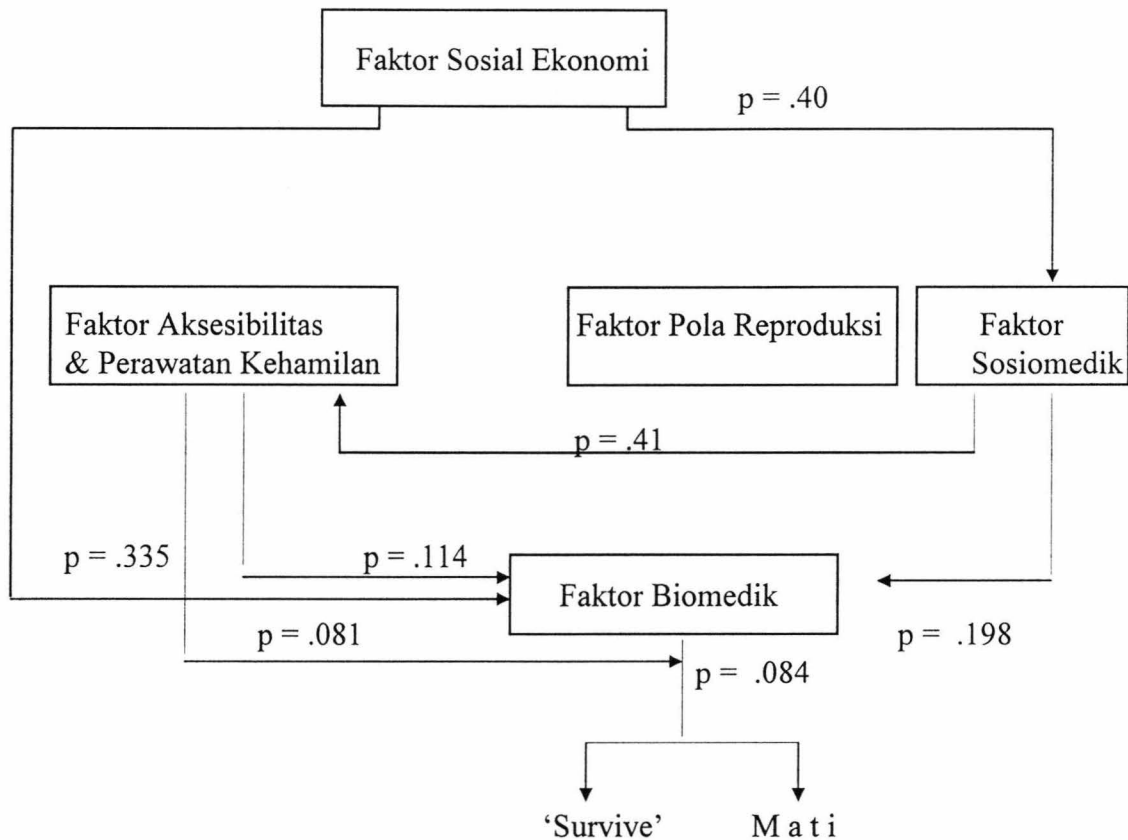 Faktor Sosial Ekonomi
p = .40
Faktor Aksesibilitas
& Perawatan Kehamilan
Faktor Pola Reproduksi
Faktor
Sosiomedik
p = .41
p = .335
p = .114
Faktor Biomedik
p = .081
p = .198
p = .084
‘Survive’
M a t i